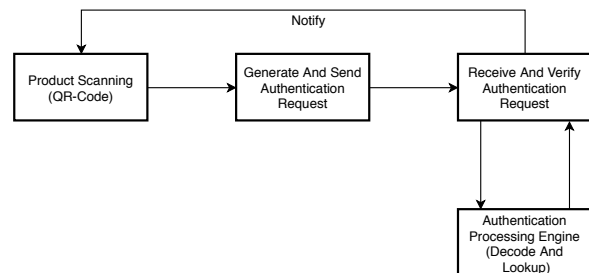 Notify
Product Scanning
(QR-Code)
Generate And Send
Authentication
Request
Receive And Verify
Authentication
Request
Authentication
Processing Engine
(Decode And
Lookup)